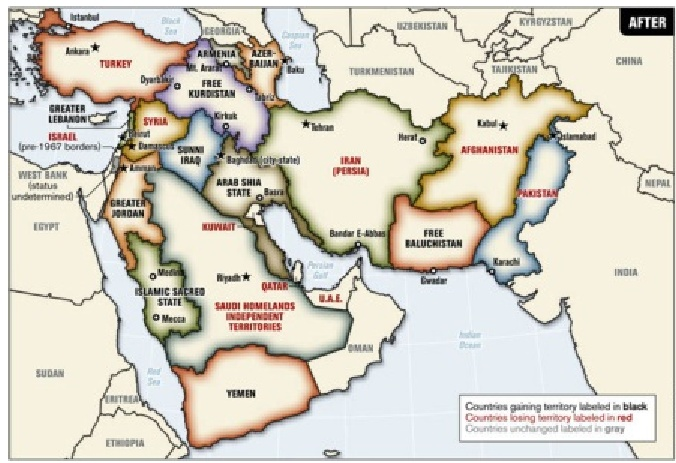 AFTER
Black
Sea
GEORGIA
Caspian
Sea
UZBEKISTAN
KYRGYZSTAN
Istanbul
Ankara
TURKEY
ARMENIA
Mt. Ararat
AZER-
BAIJAN
Baku
TURKMENISTAN
TAJIKISTAN
CHINA
Dyarbakir
FREE
KURDISTAN
Tabriz
GREATER
LEBANON
SYRIA
Kirkuk
Tehran
Herat
Kabul
Islamabad
ISRAEL
(pre-1967 borders)
Beirut
Damascus
SUNNI
IRAQ
Baghdad (city-state)
IRAN
(PERSIA)
AFGHANISTAN
WEST BANK
(status
undetermined)
Amman
ARAB SHIA
STATE
Basra
PAKISTAN
NEPAL
GREATER
JORDAN
EGYPT
KUWAIT
Bandar E-Abbas
FREE
BALUCHISTAN
Persian
Gulf
Karachi
Gwadar
INDIA
Medina
ISLAMIC SACRED
STATE
Mecca
Riyadh
QATAR
U.A.E.
SAUDI HOMELANDS
INDEPENDENT
TERRITORIES
OMAN
Indian
Ocean
SUDAN
Red
Sea
YEMEN
ERITREA
ETHIOPIA
Countries gaining territory labeled in black
Countries losing territory labeled in red
Countries unchanged labeled in gray